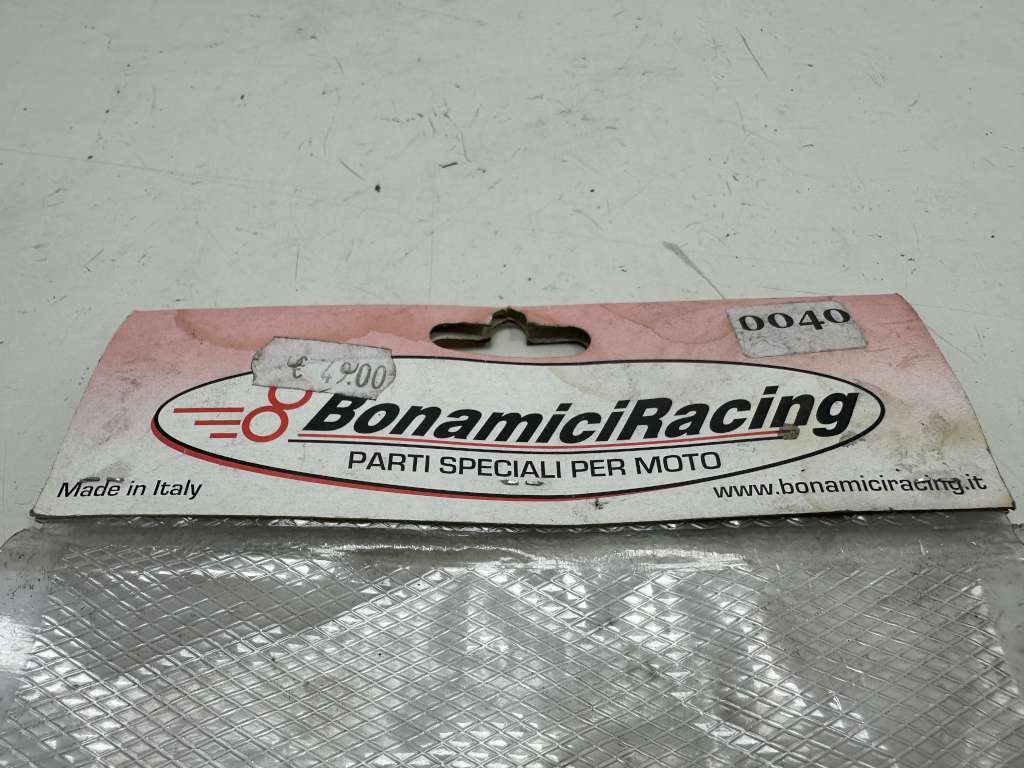 0040
€ 49.00
BonamiciRacing
PARTI SPECIALI PER MOTO
Made in Italy
www.bonamiciracing.it